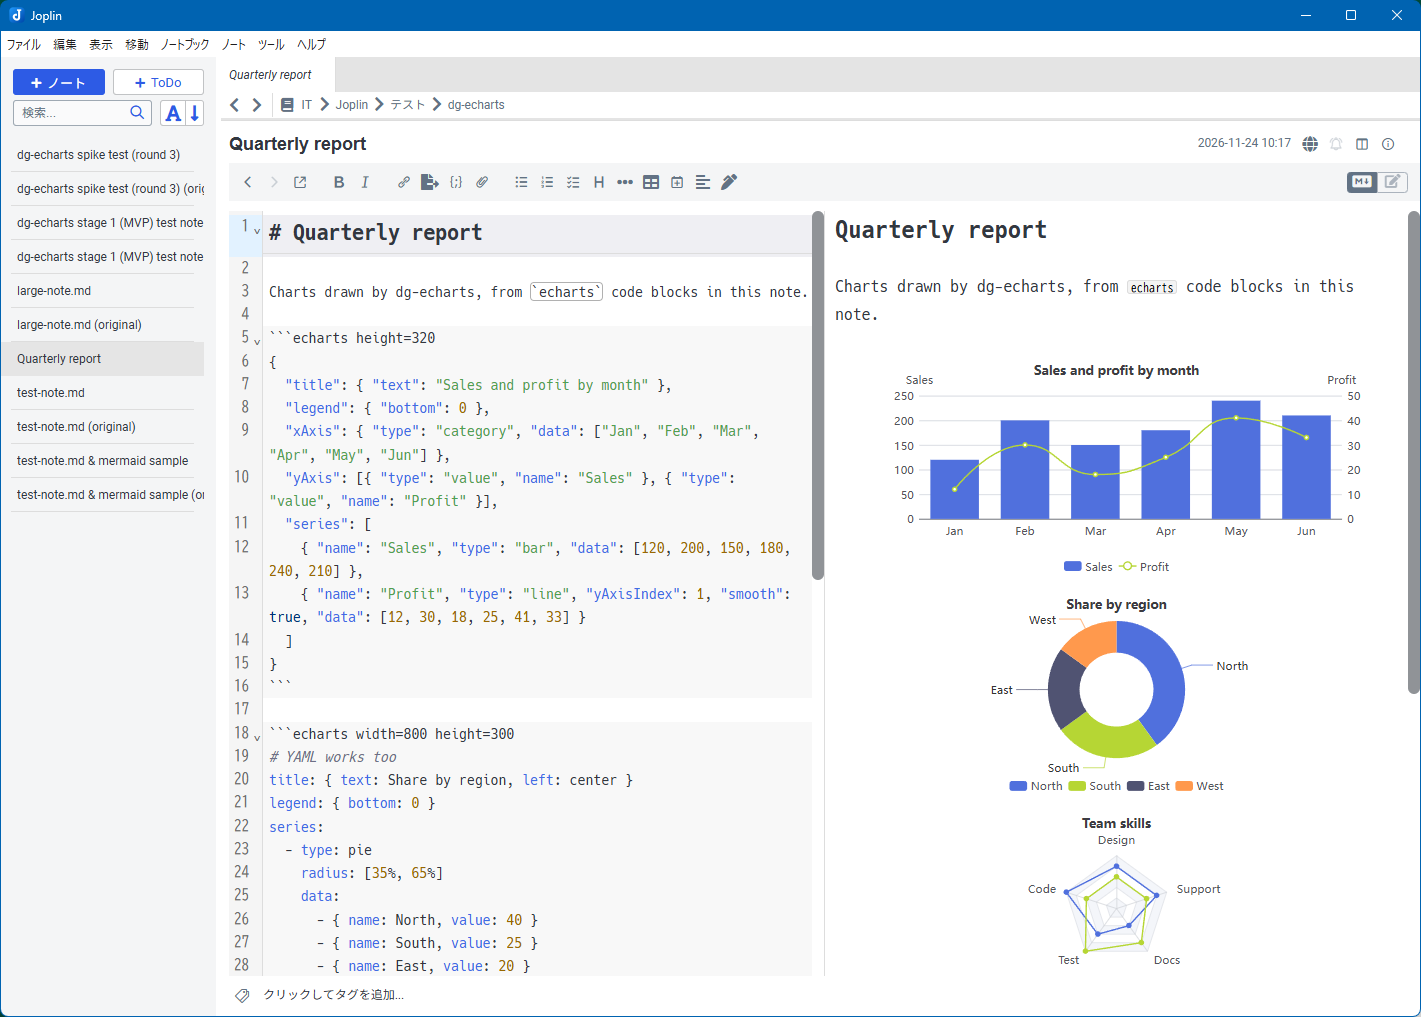 Joplin
ファイル 編集 表示 移動 ノートブック ノート ツール ヘルプ
+ ノート
+ ToDo
検索...
dg-echarts spike test (round 3)
dg-echarts spike test (round 3) (orig
dg-echarts stage 1 (MVP) test note
dg-echarts stage 1 (MVP) test note
large-note.md
large-note.md (original)
Quarterly report
test-note.md
test-note.md (original)
test-note.md & mermaid sample
test-note.md & mermaid sample (or
Quarterly report
IT Joplin テスト dg-echarts
Quarterly report
2026-11-24 10:17
1 # Quarterly report
2
3 Charts drawn by dg-echarts, from `echarts` code blocks in this note.
4
5 ```echarts height=320
6 {
7 "title": { "text": "Sales and profit by month" },
8 "legend": { "bottom": 0 },
9 "xAxis": { "type": "category", "data": ["Jan", "Feb", "Mar",
"Apr", "May", "Jun"] },
10 "yAxis": [{ "type": "value", "name": "Sales" }, { "type":
"value", "name": "Profit" }],
11 "series": [
12 { "name": "Sales", "type": "bar", "data": [120, 200, 150, 180,
240, 210] },
13 { "name": "Profit", "type": "line", "yAxisIndex": 1, "smooth":
true, "data": [12, 30, 18, 25, 41, 33] }
14 ]
15 }
16 ```
17
18 ```echarts width=800 height=300
19 # YAML works too
20 title: { text: Share by region, left: center }
21 legend: { bottom: 0 }
22 series:
23 - type: pie
24 radius: [35%, 65%]
25 data:
26 - { name: North, value: 40 }
27 - { name: South, value: 25 }
28 - { name: East, value: 20 }
Quarterly report
Charts drawn by dg-echarts, from echarts code blocks in this
note.
Sales and profit by month
Sales Profit
250 50
200 40
150 30
100 20
50 10
0 0
Jan Feb Mar Apr May Jun
Sales Profit
Share by region
West
North
East
South
North South East West
Team skills
Design
Code Support
Test Docs
クリックしてタグを追加...